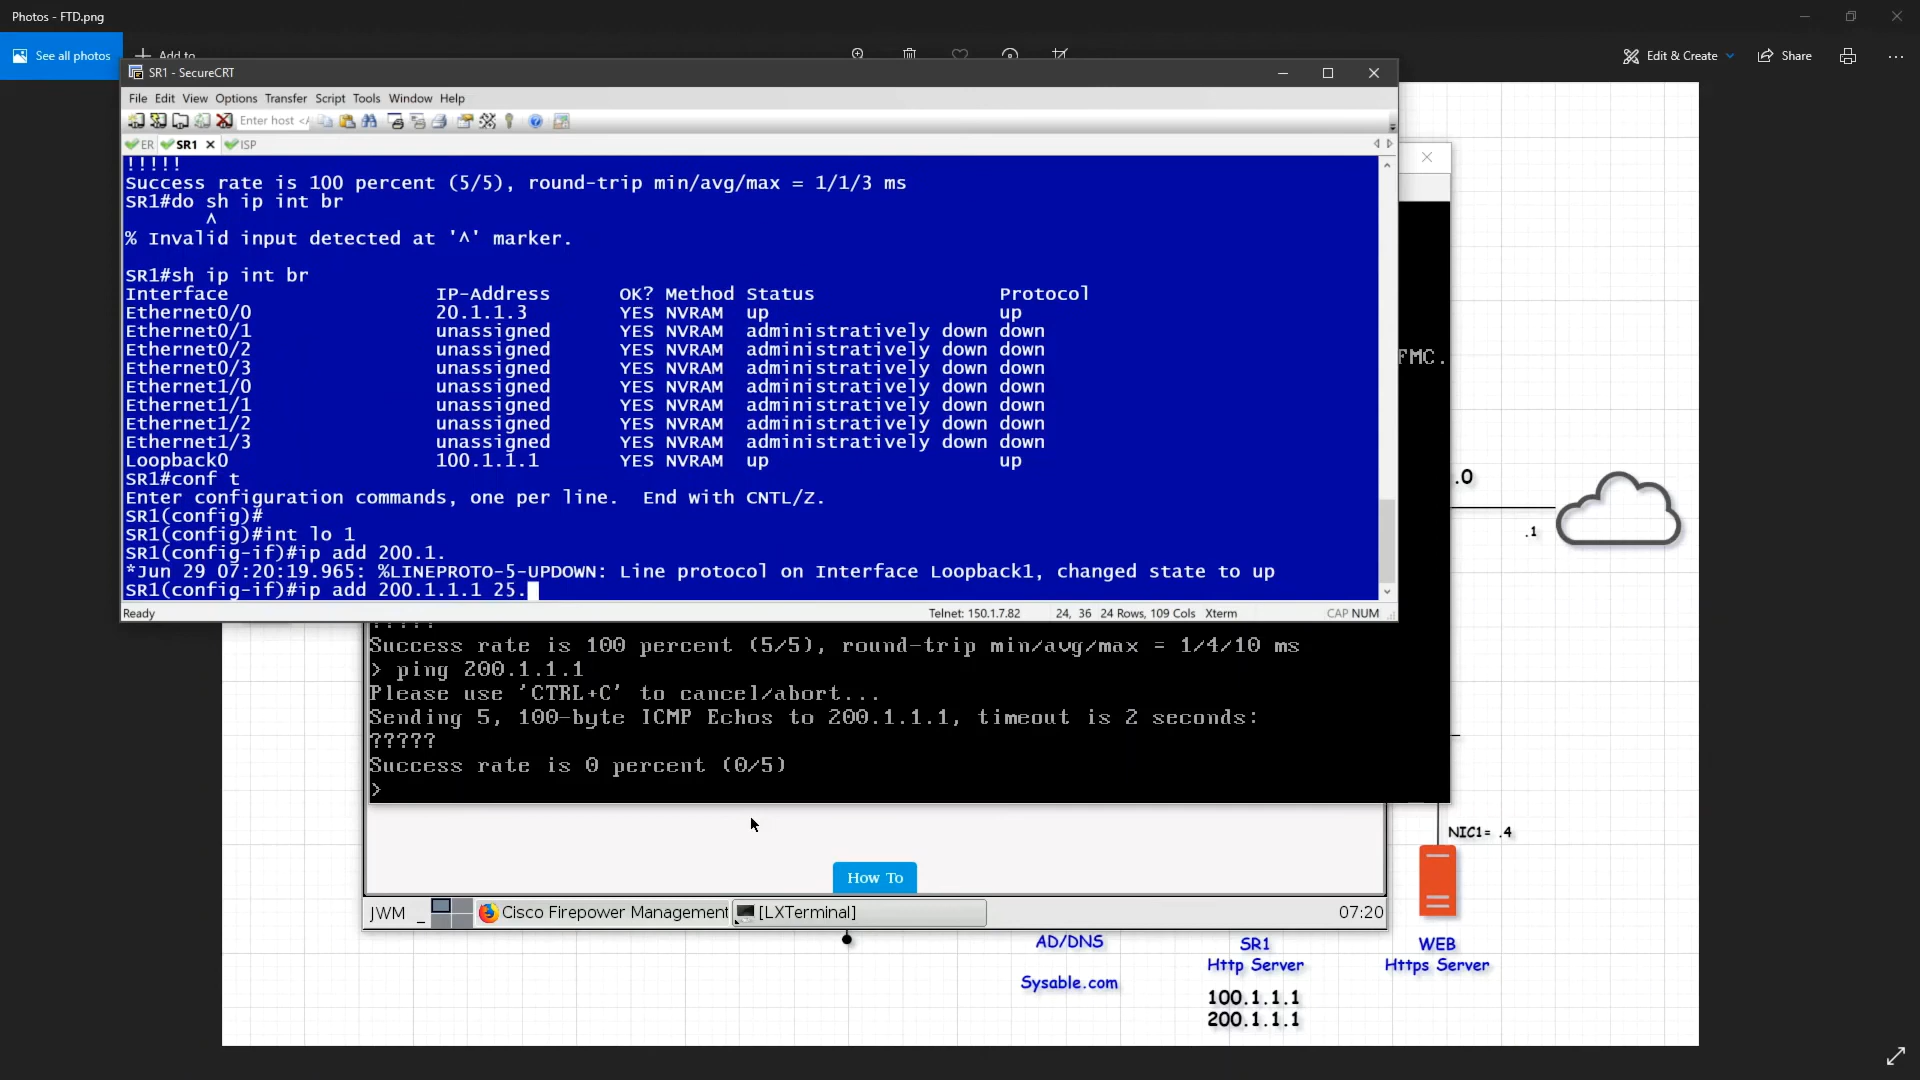 Photos - FTD.png
See all photos
Add to
Edit & Create
Share
SR1 - SecureCRT
File Edit View Options Transfer Script Tools Window Help
Enter host <A
ER SR1 ISP
!!!!!
Success rate is 100 percent (5/5), round-trip min/avg/max = 1/1/3 ms
SR1#do sh ip int br
^
% Invalid input detected at '^' marker.
SR1#sh ip int br
Interface IP-Address OK? Method Status Protocol
Ethernet0/0 20.1.1.3 YES NVRAM up up
Ethernet0/1 unassigned YES NVRAM administratively down down
Ethernet0/2 unassigned YES NVRAM administratively down down
Ethernet0/3 unassigned YES NVRAM administratively down down
Ethernet1/0 unassigned YES NVRAM administratively down down
Ethernet1/1 unassigned YES NVRAM administratively down down
Ethernet1/2 unassigned YES NVRAM administratively down down
Ethernet1/3 unassigned YES NVRAM administratively down down
Loopback0 100.1.1.1 YES NVRAM up up
SR1#conf t
Enter configuration commands, one per line. End with CNTL/Z.
SR1(config)#
SR1(config)#int lo 1
SR1(config-if)#ip add 200.1.
*Jun 29 07:20:19.965: %LINEPROTO-5-UPDOWN: Line protocol on Interface Loopback1, changed state to up
SR1(config-if)#ip add 200.1.1.1 25.
Ready Telnet: 150.1.7.82 24, 36 24 Rows, 109 Cols Xterm CAP NUM
FMC.
.0
.1
Success rate is 100 percent (5/5), round-trip min/avg/max = 1/4/10 ms
> ping 200.1.1.1
Please use 'CTRL+C' to cancel/abort...
Sending 5, 100-byte ICMP Echos to 200.1.1.1, timeout is 2 seconds:
?????
Success rate is 0 percent (0/5)
>
NIC1= .4
How To
JWM _ Cisco Firepower Management [LXTerminal] 07:20
AD/DNS
Sysable.com
SR1
Http Server
100.1.1.1
200.1.1.1
WEB
Https Server